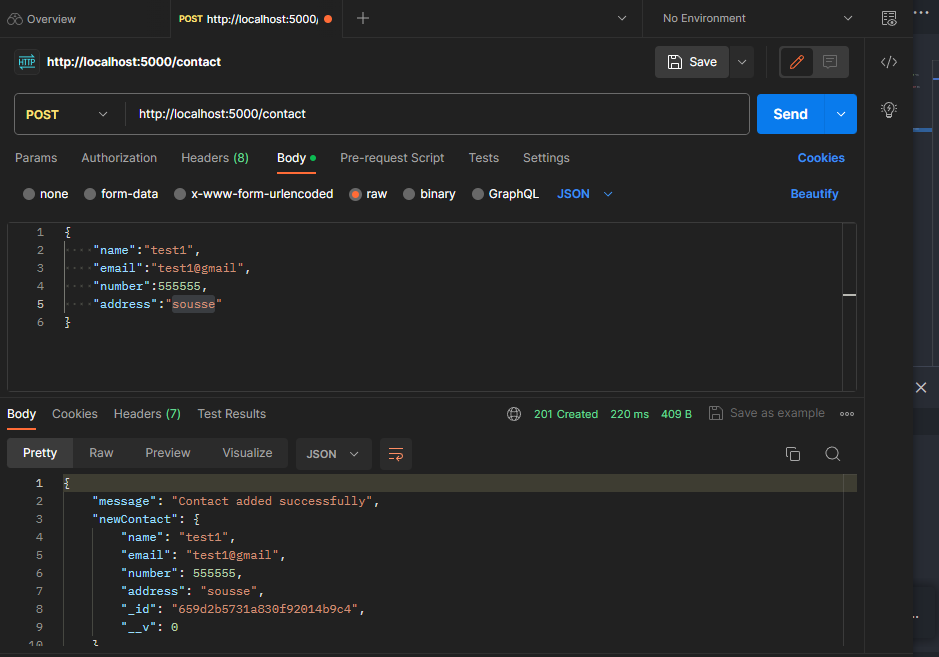 Overview
POST http://localhost:5000/
No Environment
HTTP http://localhost:5000/contact
Save
POST http://localhost:5000/contact
Send
Params Authorization Headers (8) Body Pre-request Script Tests Settings Cookies
none form-data x-www-form-urlencoded raw binary GraphQL JSON Beautify
1 {
2 "name":"test1",
3 "email":"test1@gmail",
4 "number":555555,
5 "address":"sousse"
6 }
Body Cookies Headers (7) Test Results 201 Created 220 ms 409 B Save as example
Pretty Raw Preview Visualize JSON
1 {
2 "message": "Contact added successfully",
3 "newContact": {
4 "name": "test1",
5 "email": "test1@gmail",
6 "number": 555555,
7 "address": "sousse",
8 "_id": "659d2b5731a830f92014b9c4",
9 "__v": 0
10 }